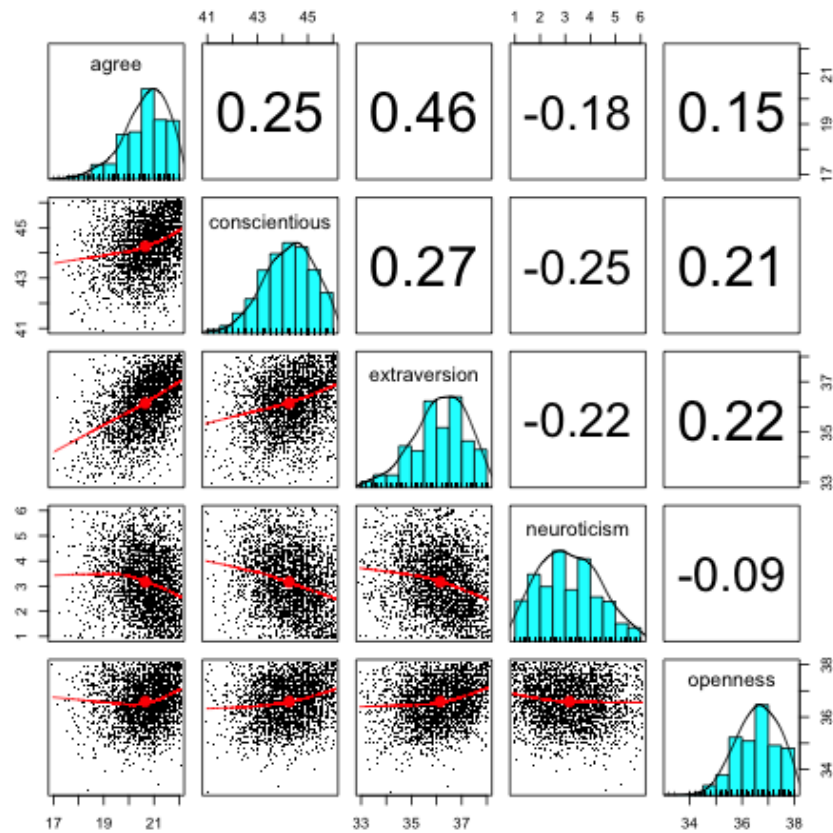 41 43 45 1 2 3 4 5 6
agree
0.25 0.46 -0.18 0.15
17 19 21
conscientious
0.27 -0.25 0.21
41 43 45
extraversion
-0.22 0.22
33 35 37
neuroticism
-0.09
1 2 3 4 5 6
openness
34 36 38
17 19 21 33 35 37 34 36 38